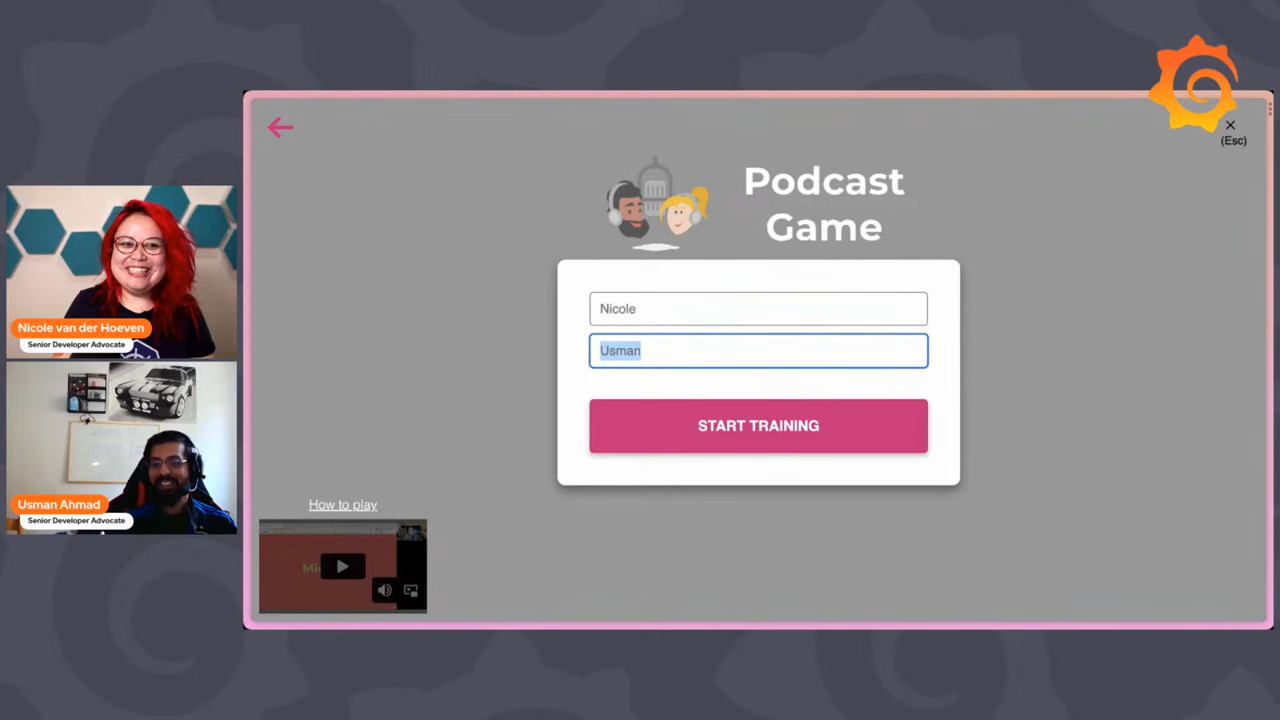 (Esc)
Podcast
Game
Nicole
Usman
START TRAINING
How to play
Nicole van der Hoeven
Senior Developer Advocate
Usman Ahmad
Senior Developer Advocate